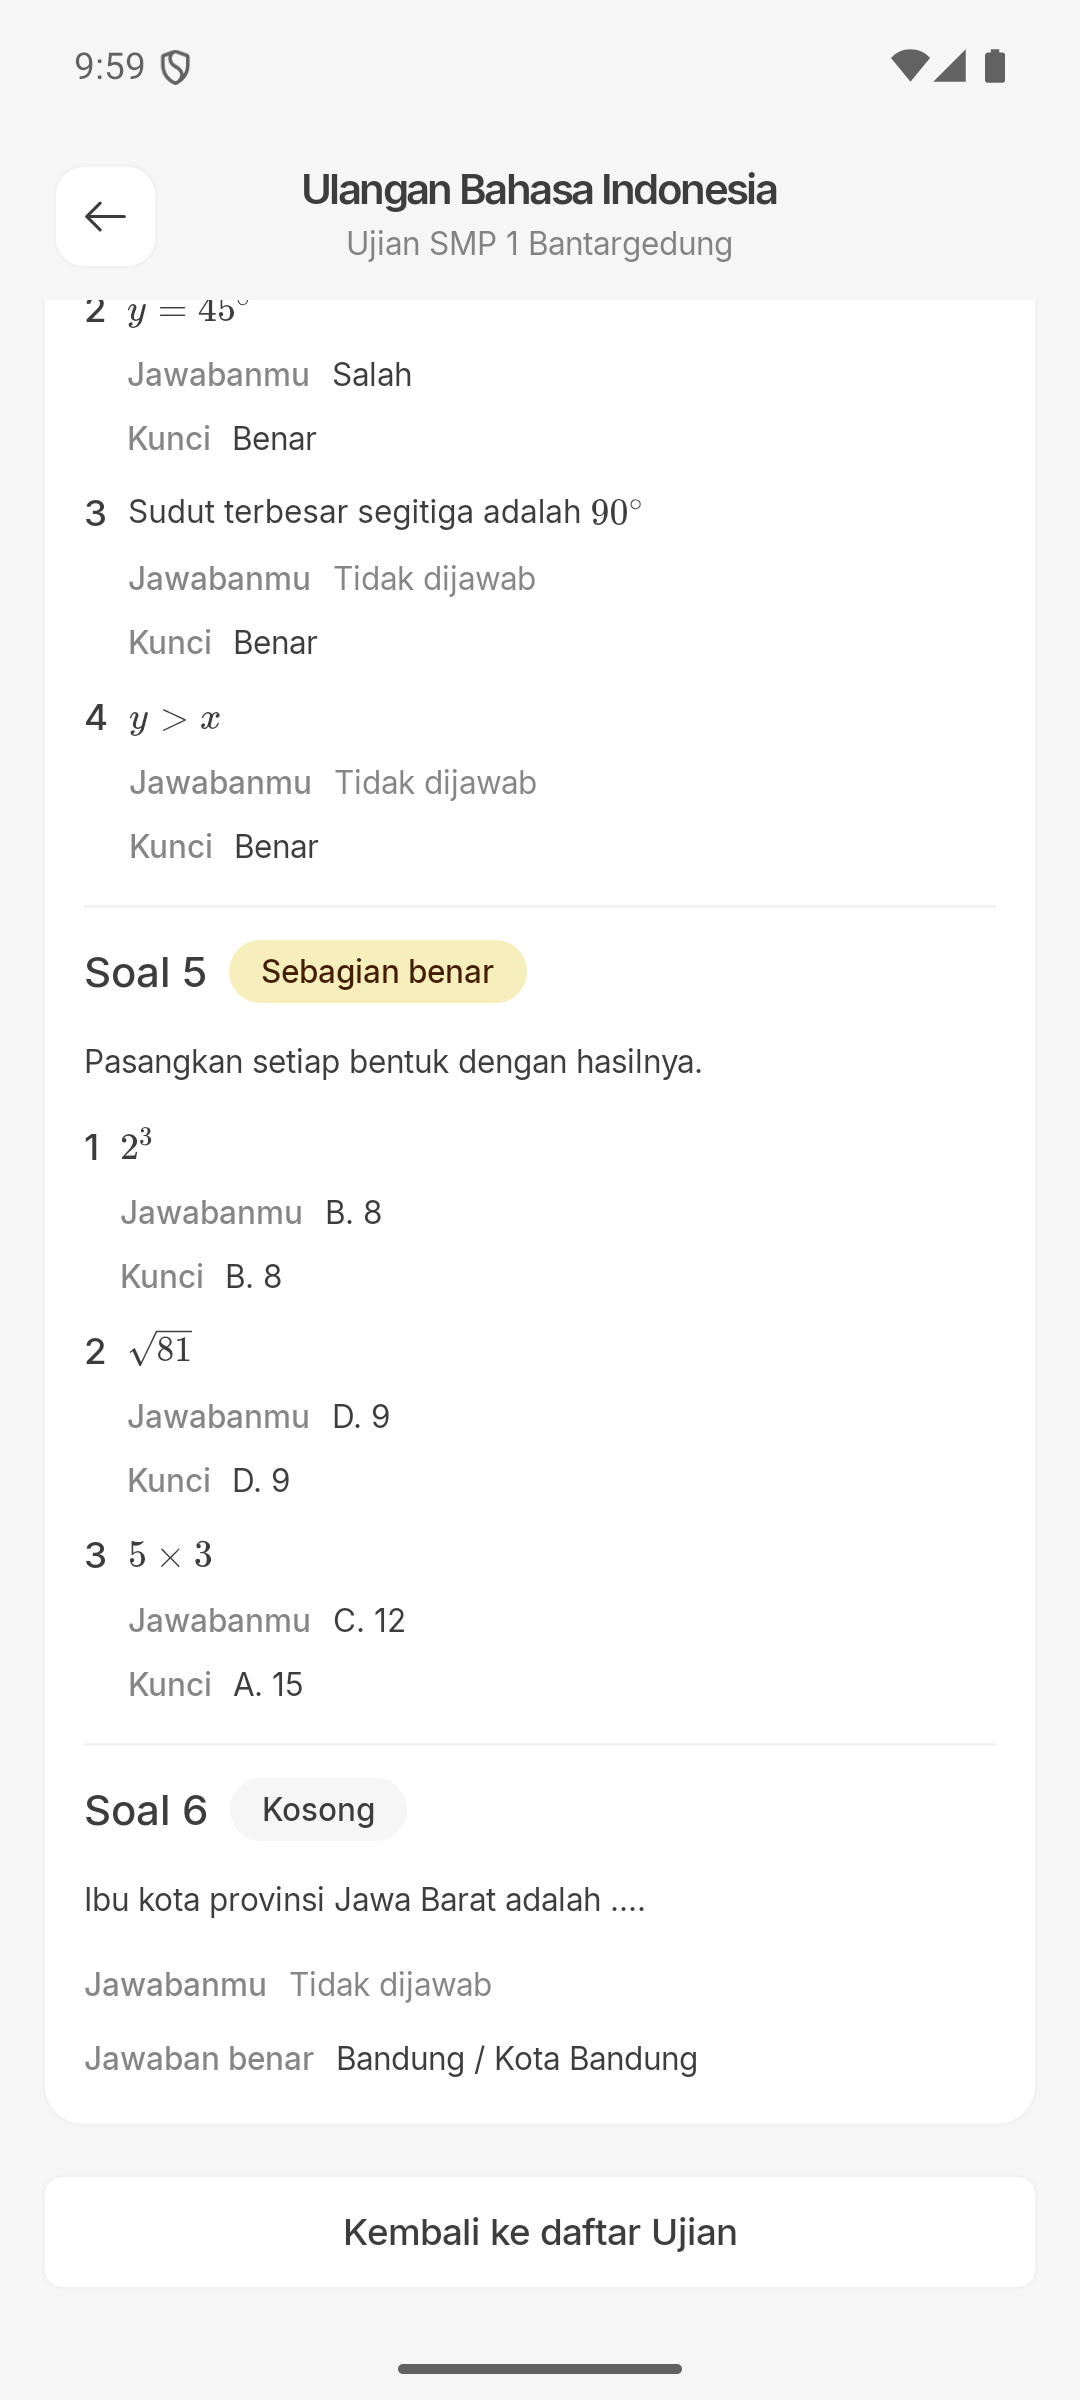 9:59
Ulangan Bahasa Indonesia
Ujian SMP 1 Bantargedung
2 y = 45°
Jawabanmu Salah
Kunci Benar
3 Sudut terbesar segitiga adalah 90°
Jawabanmu Tidak dijawab
Kunci Benar
4 y > x
Jawabanmu Tidak dijawab
Kunci Benar
Soal 5 Sebagian benar
Pasangkan setiap bentuk dengan hasilnya.
1 2³
Jawabanmu B. 8
Kunci B. 8
2 √81
Jawabanmu D. 9
Kunci D. 9
3 5 × 3
Jawabanmu C. 12
Kunci A. 15
Soal 6 Kosong
Ibu kota provinsi Jawa Barat adalah ....
Jawabanmu Tidak dijawab
Jawaban benar Bandung / Kota Bandung
Kembali ke daftar Ujian